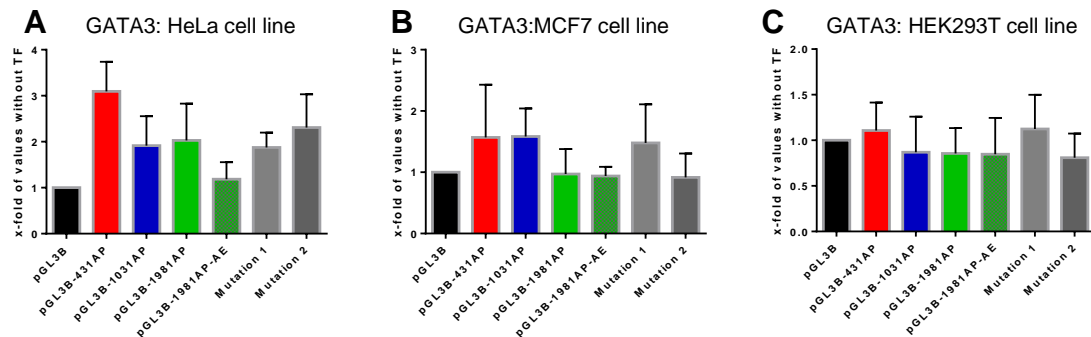 A GATA3: HeLa cell line
x-fold of values without TF
4
3
2
1
0
pGL3B
pGL3B-431AP
pGL3B-1031AP
pGL3B-1981AP
pGL3B-1981AP-AE
Mutation 1
Mutation 2
B GATA3:MCF7 cell line
x-fold of values without TF
3
2
1
0
pGL3B
pGL3B-431AP
pGL3B-1031AP
pGL3B-1981AP
pGL3B-1981AP-AE
Mutation 1
Mutation 2
C GATA3: HEK293T cell line
x-fold of values without TF
2.0
1.5
1.0
0.5
0.0
pGL3B
pGL3B-431AP
pGL3B-1031AP
pGL3B-1981AP
pGL3B-1981AP-AE
Mutation 1
Mutation 2